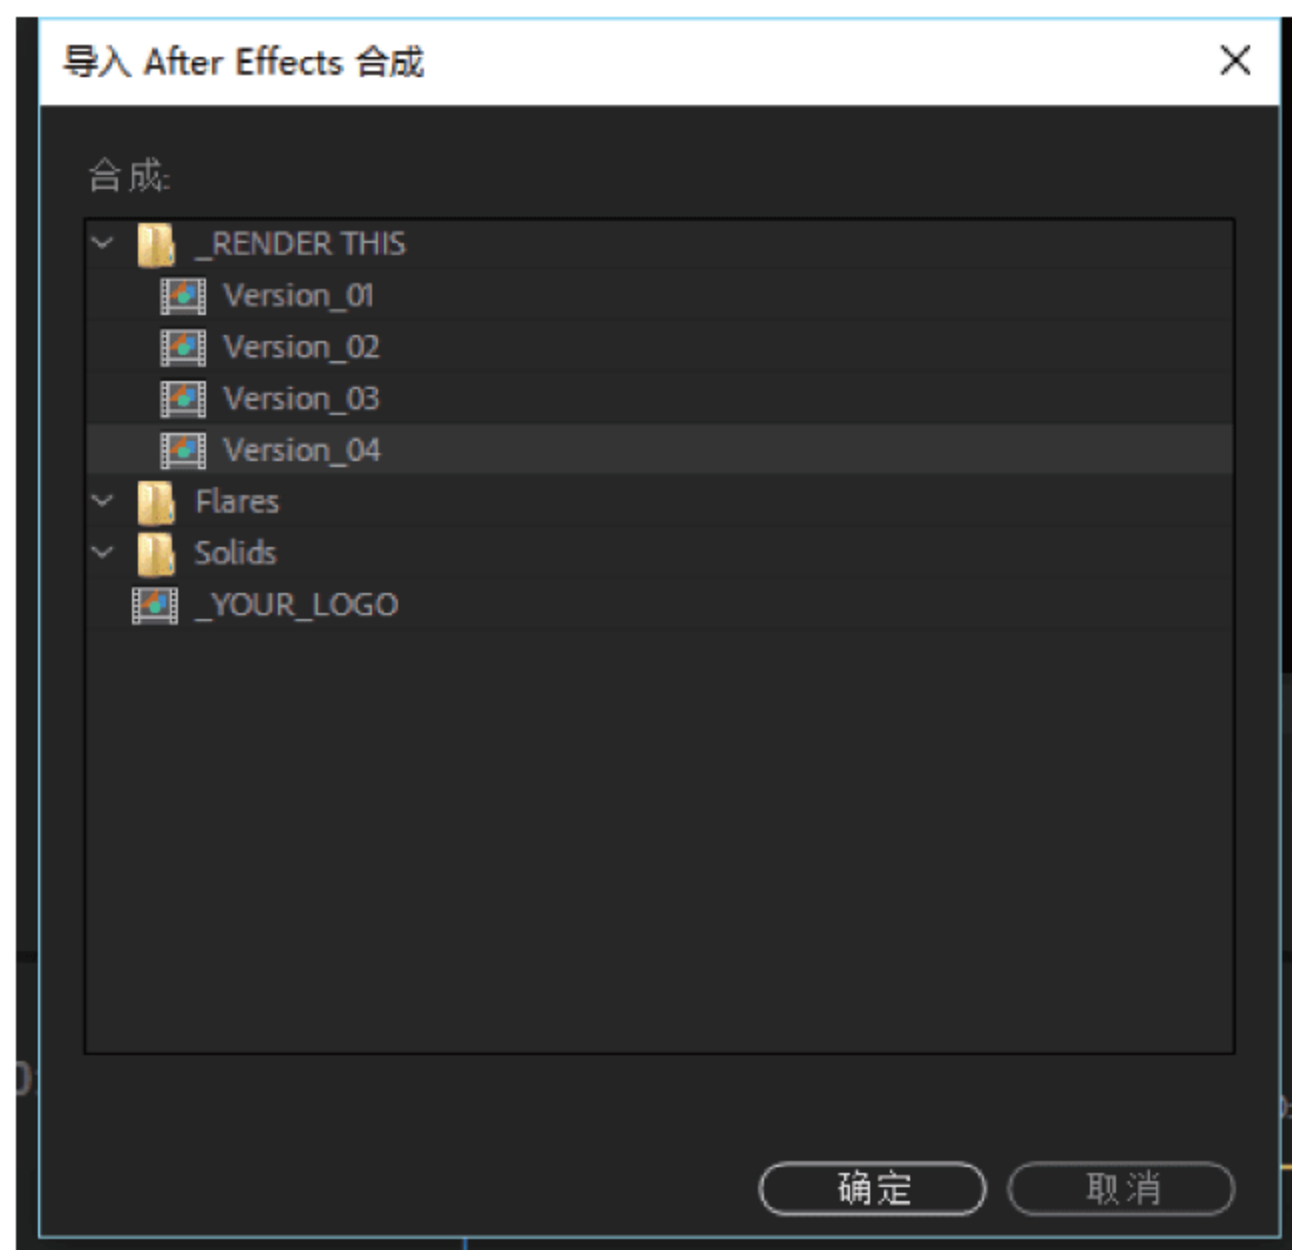 导入 After Effects 合成
合成:
_RENDER THIS
Version_01
Version_02
Version_03
Version_04
Flares
Solids
_YOUR_LOGO
确定
取消